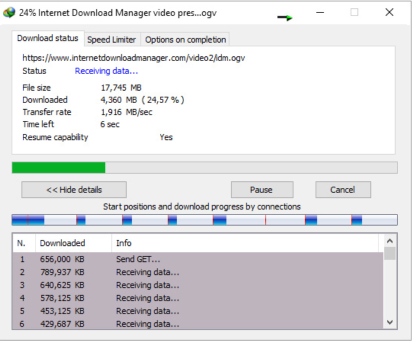 24% Internet Download Manager video pres...ogv
Download status Speed Limiter Options on completion
https://www.internetdownloadmanager.com/video2/idm.ogv
Status Receiving data...
File size 17,745 MB
Downloaded 4,360 MB ( 24,57 % )
Transfer rate 1,916 MB/sec
Time left 6 sec
Resume capability Yes
<< Hide details Pause Cancel
Start positions and download progress by connections
N. Downloaded Info
1 656,000 KB Send GET...
2 789,937 KB Receiving data...
3 640,625 KB Receiving data...
4 578,125 KB Receiving data...
5 453,125 KB Receiving data...
6 429,687 KB Receiving data...